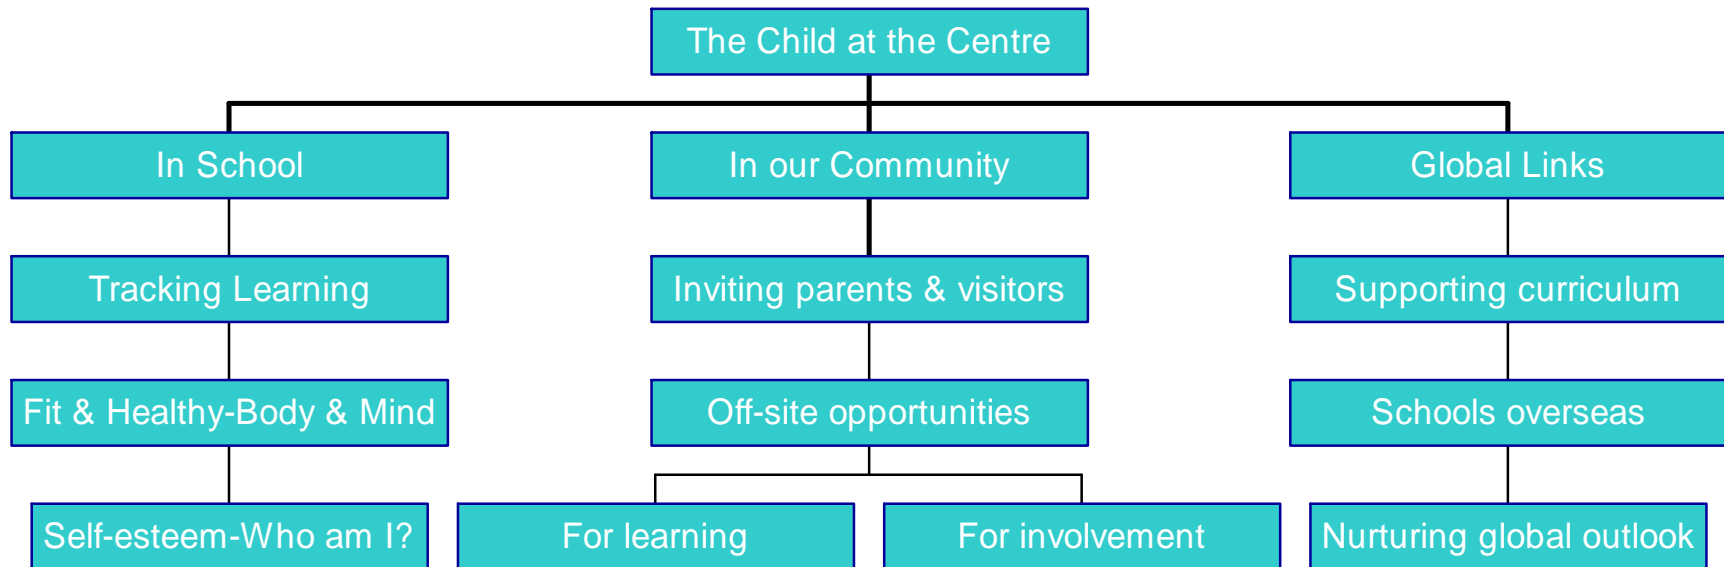 The Child at the Centre
In School
In our Community
Global Links
Tracking Learning
Inviting parents & visitors
Supporting curriculum
Fit & Healthy-Body & Mind
Off-site opportunities
Schools overseas
Self-esteem-Who am I?
For learning
For involvement
Nurturing global outlook